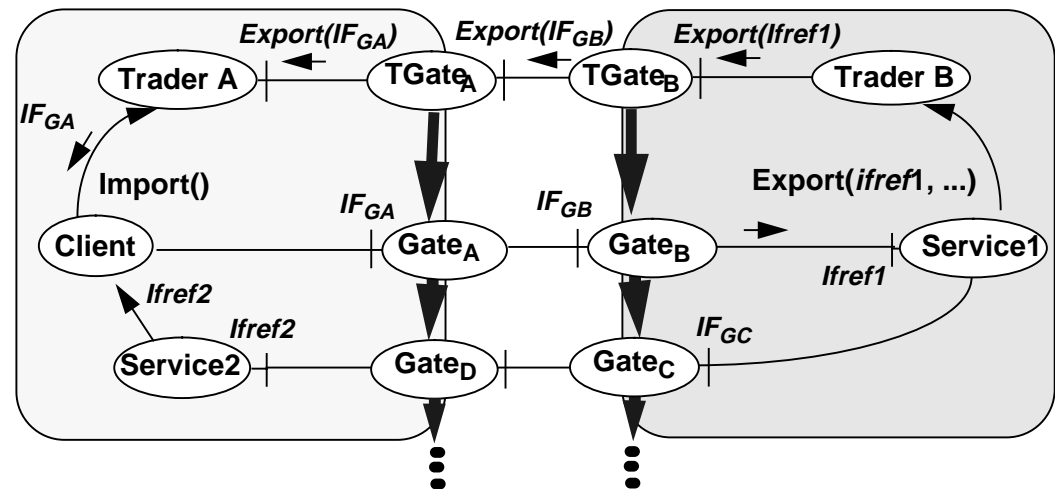 Export(IF_GA) Export(IF_GB) Export(Ifref1)
Trader A TGate_A TGate_B Trader B
IF_GA
Import() Export(ifref1, ...)
IF_GA IF_GB
Client Gate_A Gate_B Service1
Ifref1
Ifref2
Ifref2 IF_GC
Service2 Gate_D Gate_C